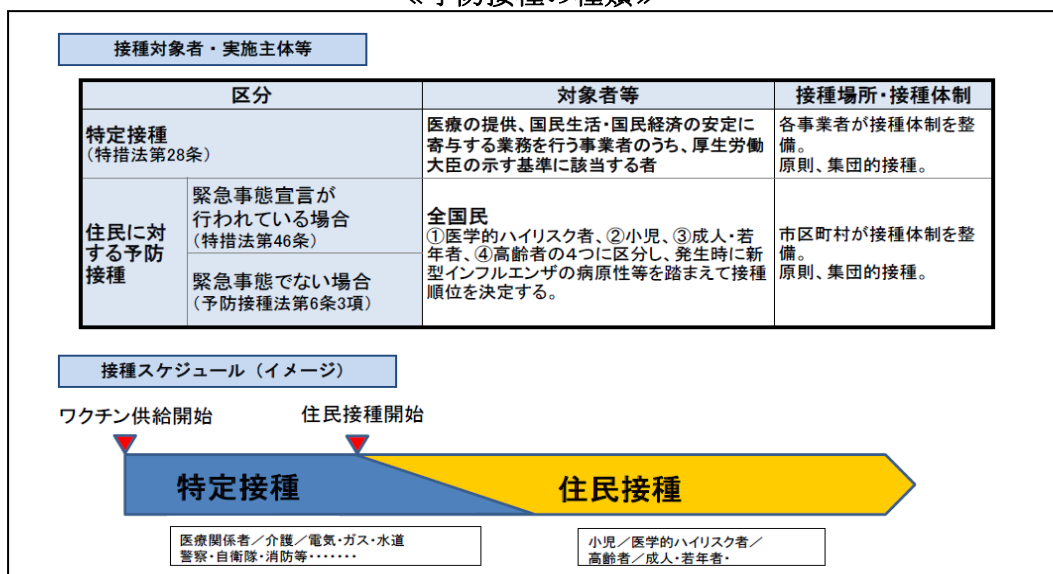 ≪予防接種の種類≫
接種対象者・実施主体等
区分
対象者等
接種場所・接種体制
特定接種
（特措法第28条）
医療の提供、国民生活・国民経済の安定に
寄与する業務を行う事業者のうち、厚生労働
大臣の示す基準に該当する者
各事業者が接種体制を整
備。
原則、集団的接種。
住民に対
する予防
接種
緊急事態宣言が
行われている場合
（特措法第46条）
緊急事態でない場合
（予防接種法第6条3項）
全国民
①医学的ハイリスク者、②小児、③成人・若
年者、④高齢者の４つに区分し、発生時に新
型インフルエンザの病原性等を踏まえて接種
順位を決定する。
市区町村が接種体制を整
備。
原則、集団的接種。
接種スケジュール（イメージ）
ワクチン供給開始
住民接種開始
特定接種
住民接種
医療関係者／介護／電気・ガス・水道
警察・自衛隊・消防等・・・・・・・
小児／医学的ハイリスク者／
高齢者／成人・若年者・